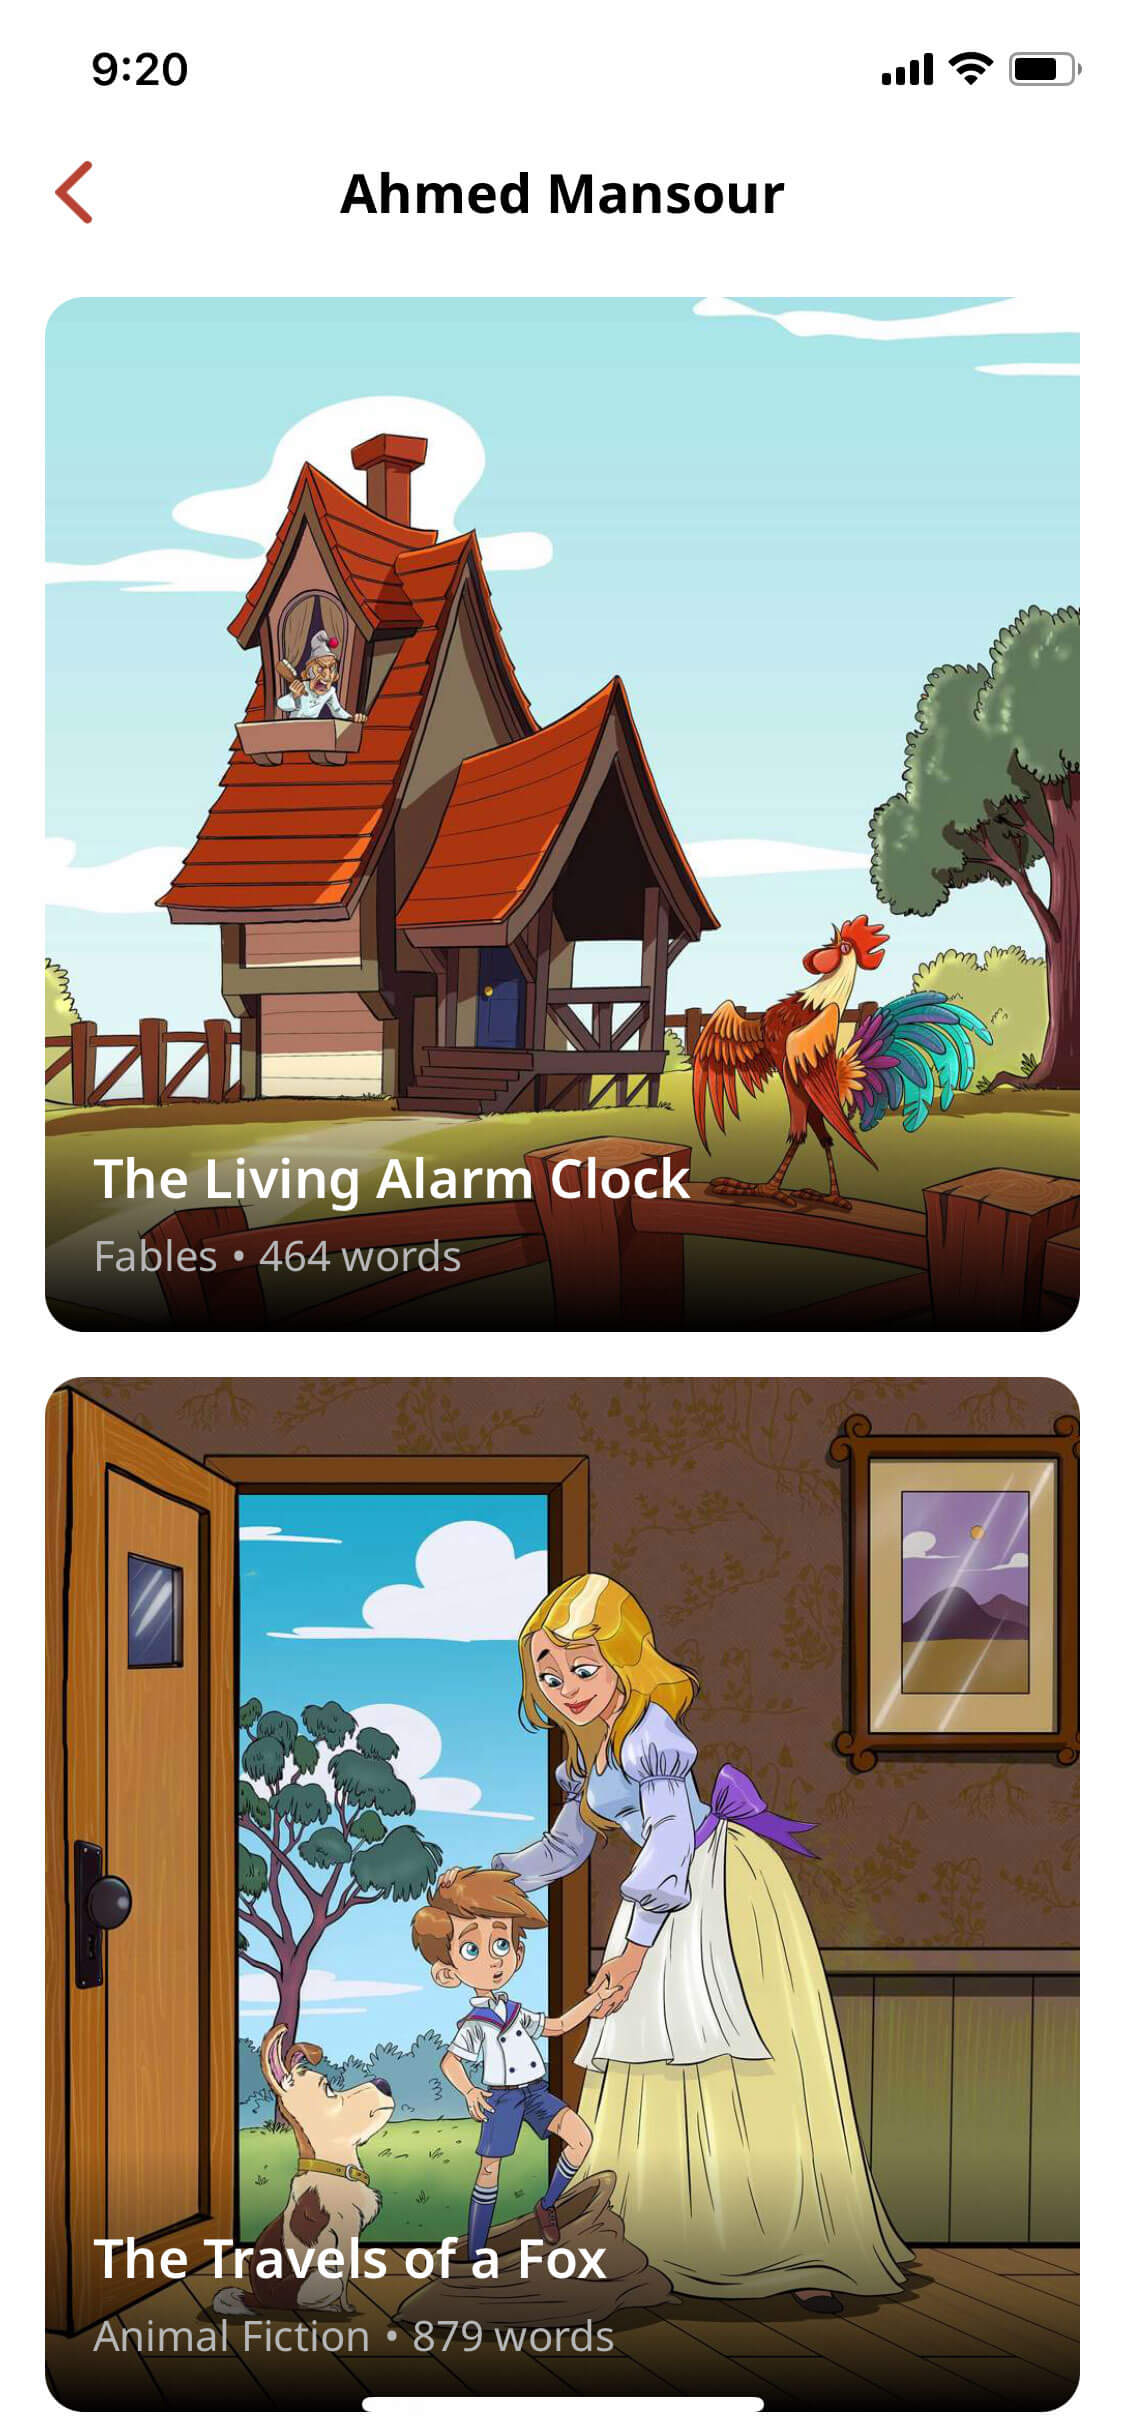 9:20
Ahmed Mansour
The Living Alarm Clock
Fables • 464 words
The Travels of a Fox
Animal Fiction • 879 words